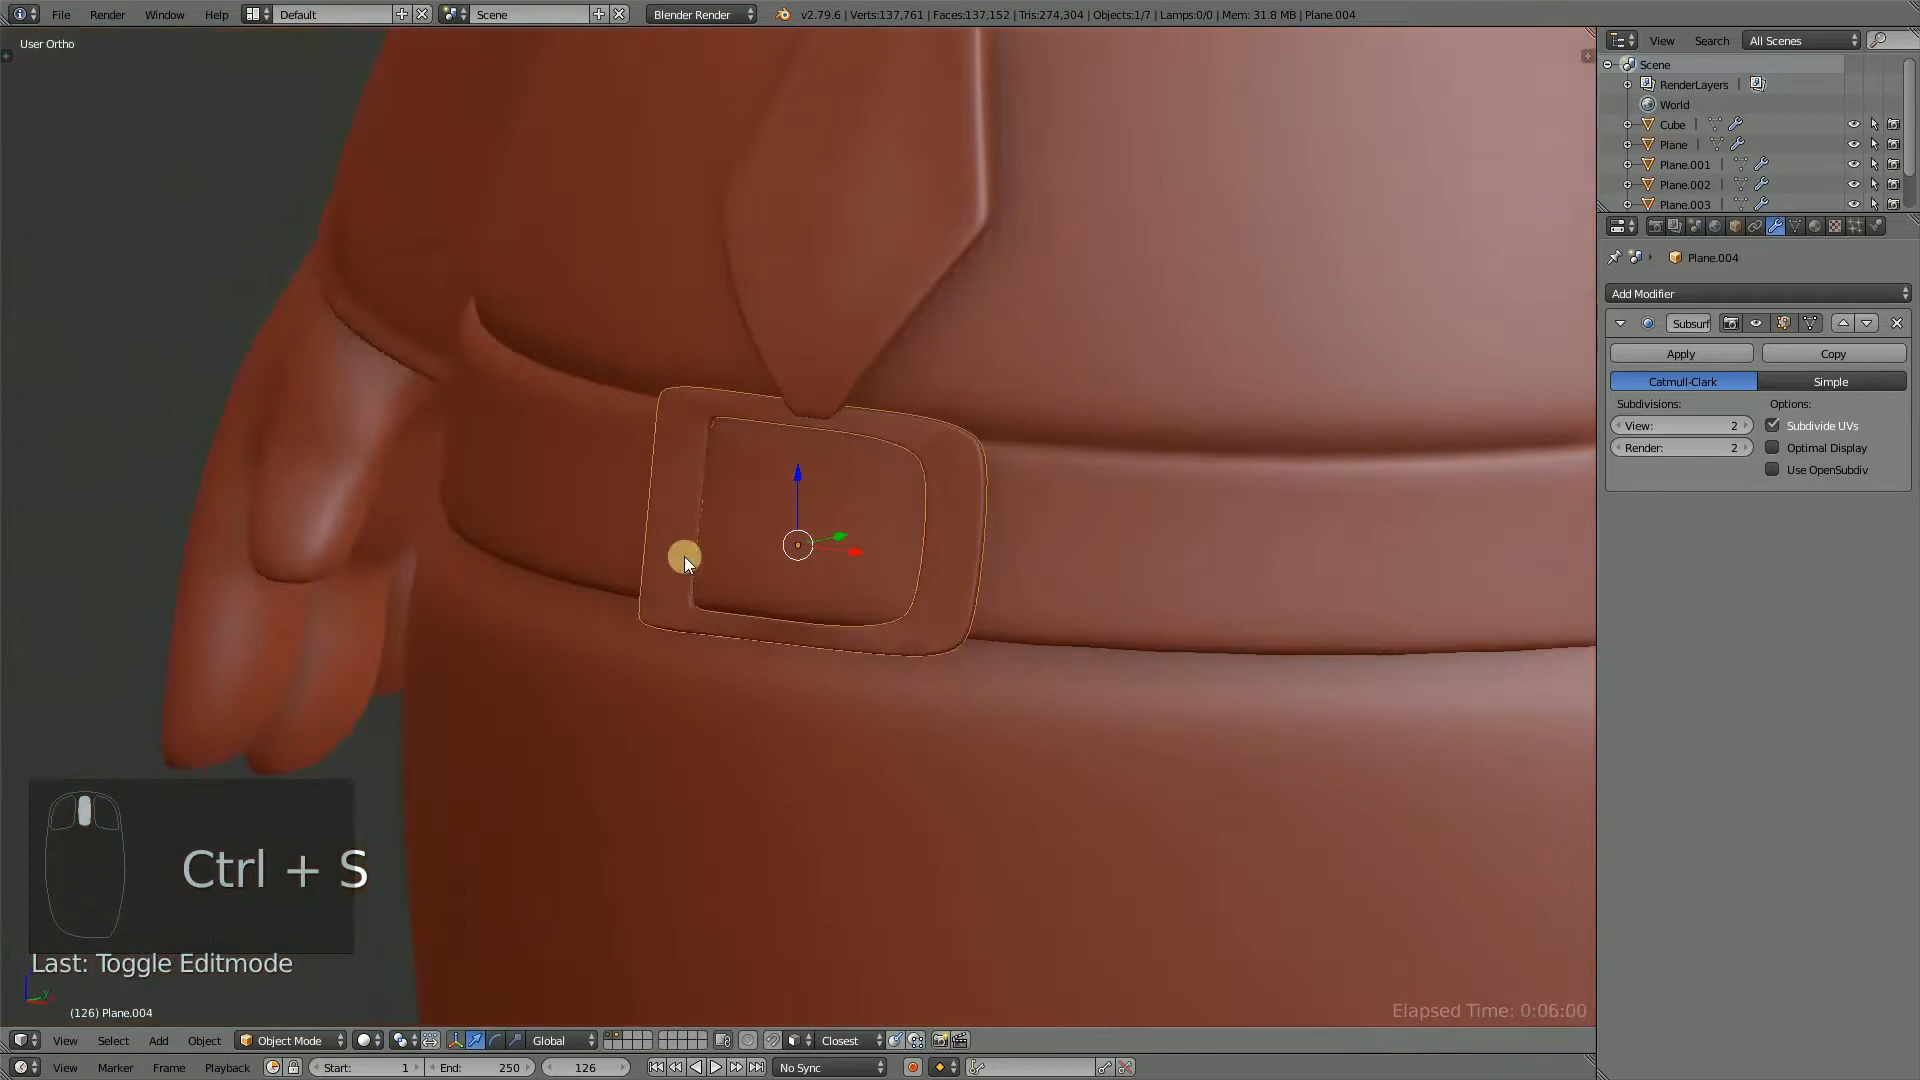 File Render Window Help Default Scene Blender Render v2.79.6 | Verts:137,761 | Faces:137,152 | Tris:274,304 | Objects:1/7 | Lamps:0/0 | Mem: 31.8 MB | Plane.004
User Ortho
View Search All Scenes
Scene
RenderLayers |
World
Cube |
Plane |
Plane.001 |
Plane.002 |
Plane.003 |
Plane.004
Add Modifier
Subsurf
Apply Copy
Catmull-Clark Simple
Subdivisions: Options:
View: 2 Subdivide UVs
Render: 2 Optimal Display
Use OpenSubdiv
Ctrl + S
Last: Toggle Editmode
(126) Plane.004
Elapsed Time: 0:06:00
View Select Add Object Object Mode Global Closest
View Marker Frame Playback Start: 1 End: 250 126 No Sync